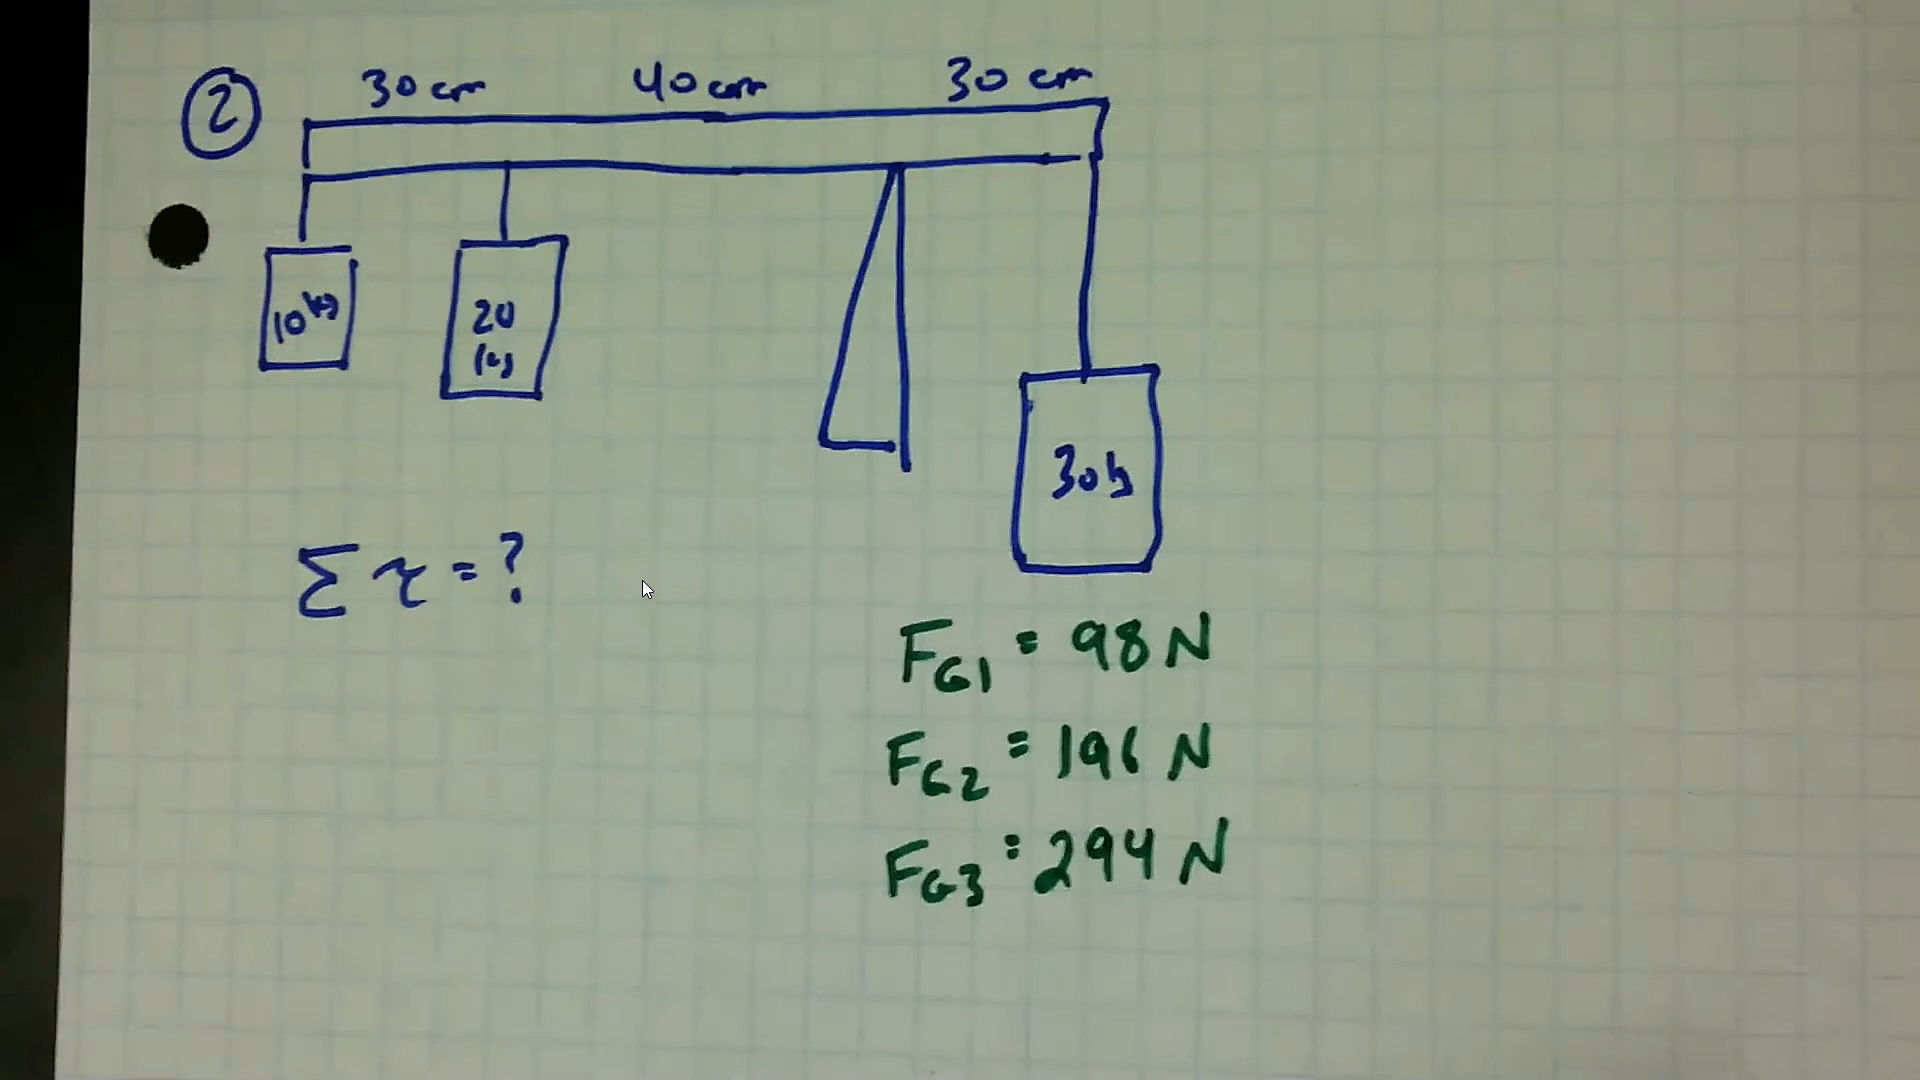 ② 30 cm 40 cm 30 cm
10 kg
20
kg
30 kg
Στ = ?
FG1 = 98 N
FG2 = 196 N
FG3 = 294 N